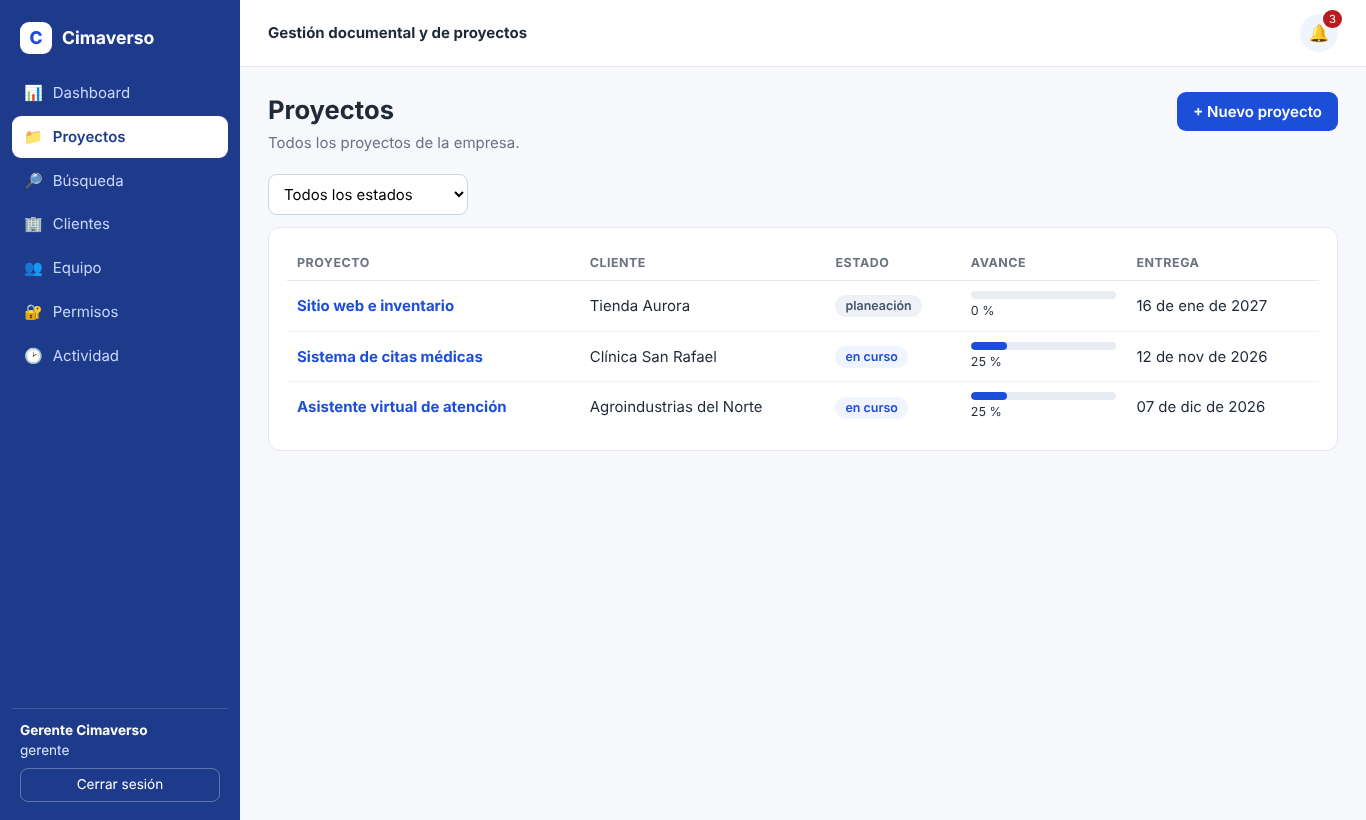 C Cimaverso
Dashboard
Proyectos
Búsqueda
Clientes
Equipo
Permisos
Actividad
Gerente Cimaverso
gerente
Cerrar sesión
Gestión documental y de proyectos
3
Proyectos
+ Nuevo proyecto
Todos los proyectos de la empresa.
Todos los estados
PROYECTO CLIENTE ESTADO AVANCE ENTREGA
Sitio web e inventario Tienda Aurora planeación 0 % 16 de ene de 2027
Sistema de citas médicas Clínica San Rafael en curso 25 % 12 de nov de 2026
Asistente virtual de atención Agroindustrias del Norte en curso 25 % 07 de dic de 2026